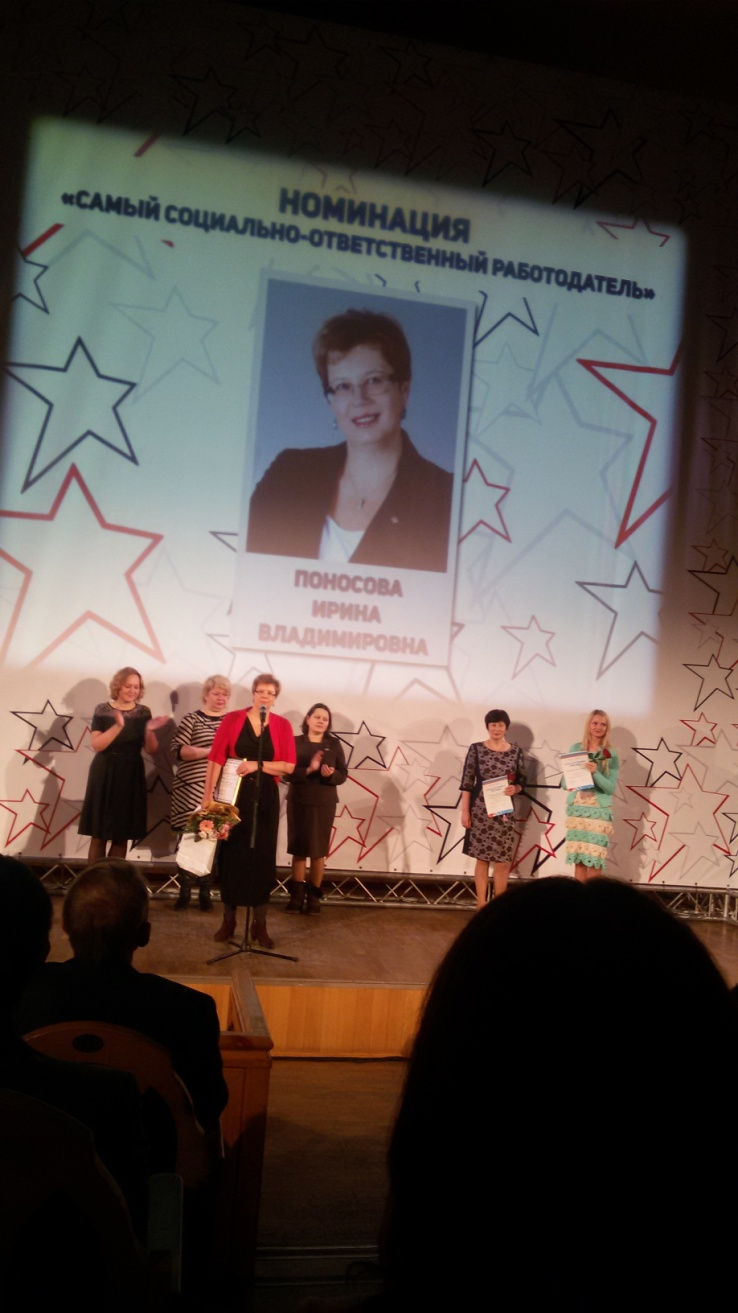 НОМИНАЦИЯ
«САМЫЙ СОЦИАЛЬНО-ОТВЕТСТВЕННЫЙ РАБОТОДАТЕЛЬ»
ПОНОСОВА
ИРИНА
ВЛАДИМИРОВНА